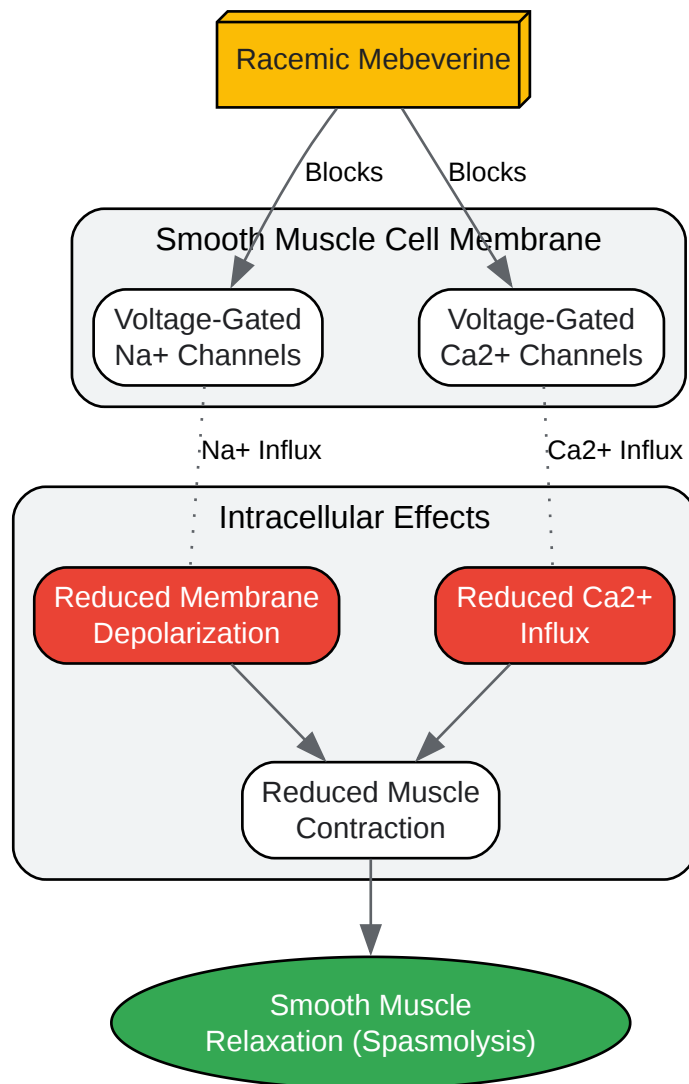 Racemic Mebeverine
Blocks
Blocks
Smooth Muscle Cell Membrane
Voltage-Gated
Na+ Channels
Voltage-Gated
Ca2+ Channels
Na+ Influx
Ca2+ Influx
Intracellular Effects
Reduced Membrane
Depolarization
Reduced Ca2+
Influx
Reduced Muscle
Contraction
Smooth Muscle
Relaxation (Spasmolysis)